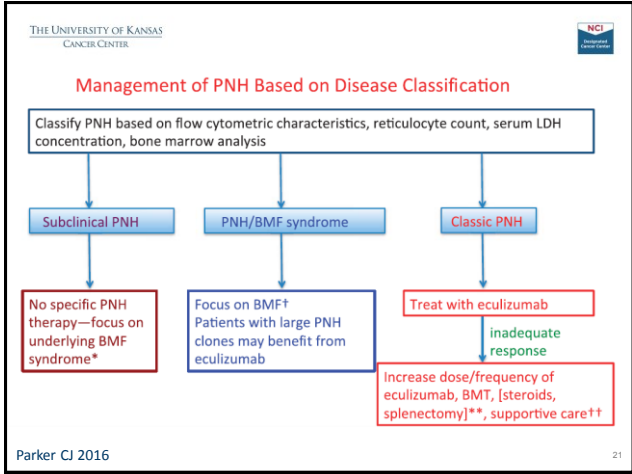 THE UNIVERSITY OF KANSAS
CANCER CENTER
NCI
Designated
Cancer Center
Management of PNH Based on Disease Classification
Classify PNH based on flow cytometric characteristics, reticulocyte count, serum LDH
concentration, bone marrow analysis
Subclinical PNH
PNH/BMF syndrome
Classic PNH
No specific PNH
therapy—focus on
underlying BMF
syndrome*
Focus on BMF†
Patients with large PNH
clones may benefit from
eculizumab
Treat with eculizumab
inadequate
response
Increase dose/frequency of
eculizumab, BMT, [steroids,
splenectomy]**, supportive care††
Parker CJ 2016
21